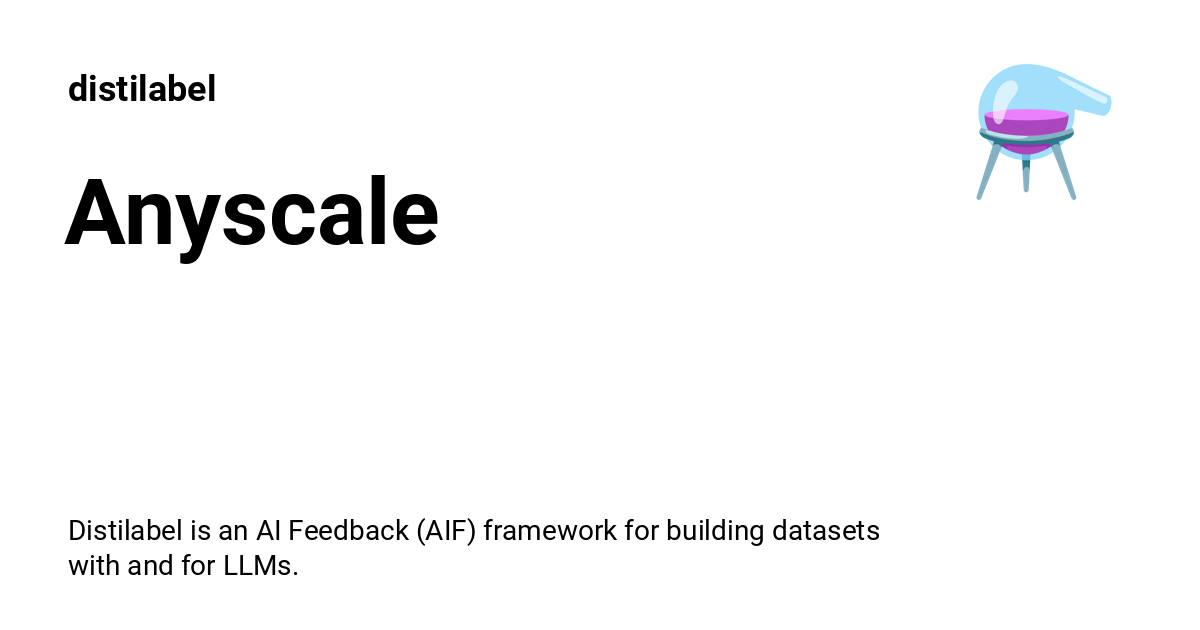 distilabel
Anyscale
Distilabel is an AI Feedback (AIF) framework for building datasets
with and for LLMs.